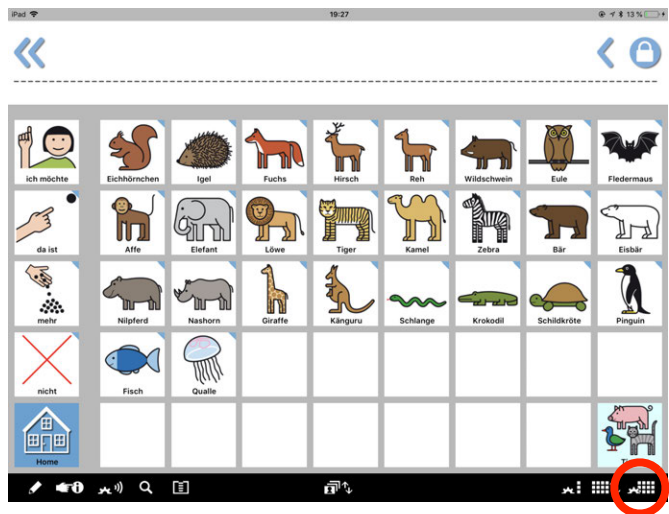 iPad 19:27 13 %
ich möchte Eichhörnchen Igel Fuchs Hirsch Reh Wildschwein Eule Fledermaus
da ist Affe Elefant Löwe Tiger Kamel Zebra Bär Eisbär
mehr Nilpferd Nashorn Giraffe Känguru Schlange Krokodil Schildkröte Pinguin
nicht Fisch Qualle
Home